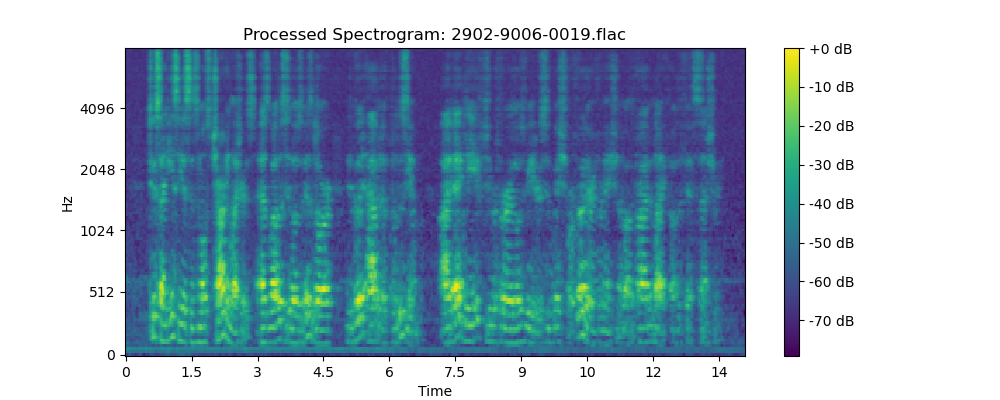 Processed Spectrogram: 2902-9006-0019.flac
+0 dB
-10 dB
-20 dB
-30 dB
-40 dB
-50 dB
-60 dB
-70 dB
4096
2048
1024
512
0
Hz
0 1.5 3 4.5 6 7.5 9 10 12 14
Time